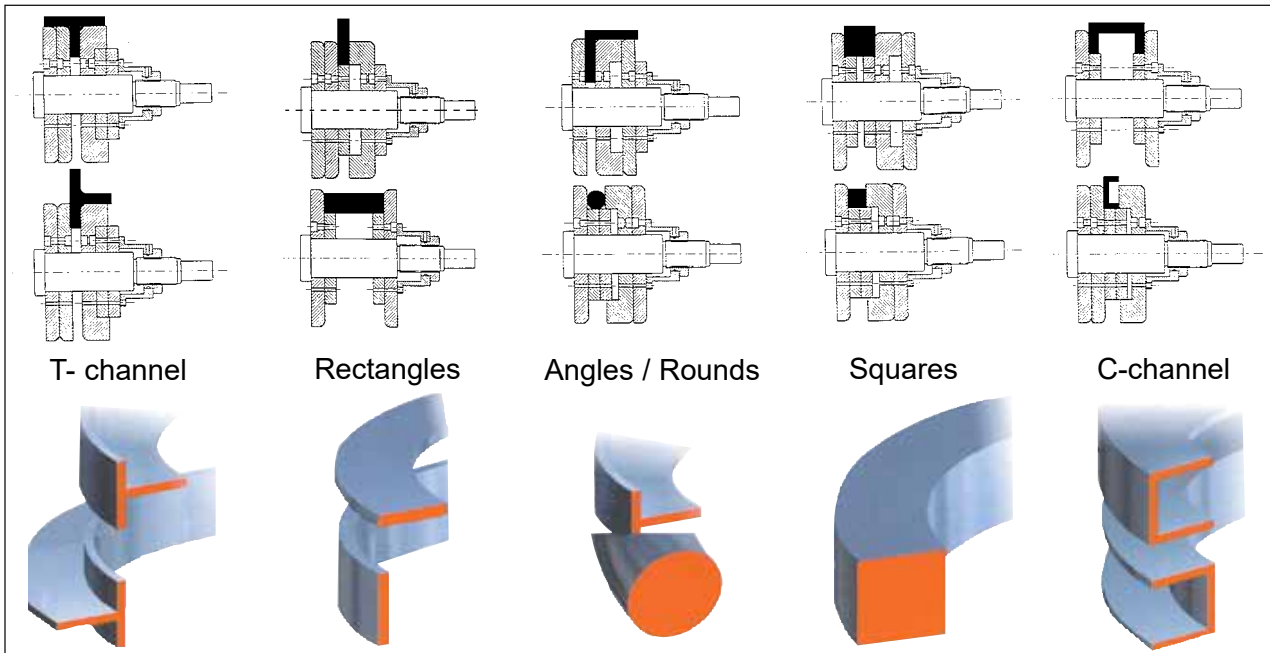 T- channel
Rectangles
Angles / Rounds
Squares
C-channel